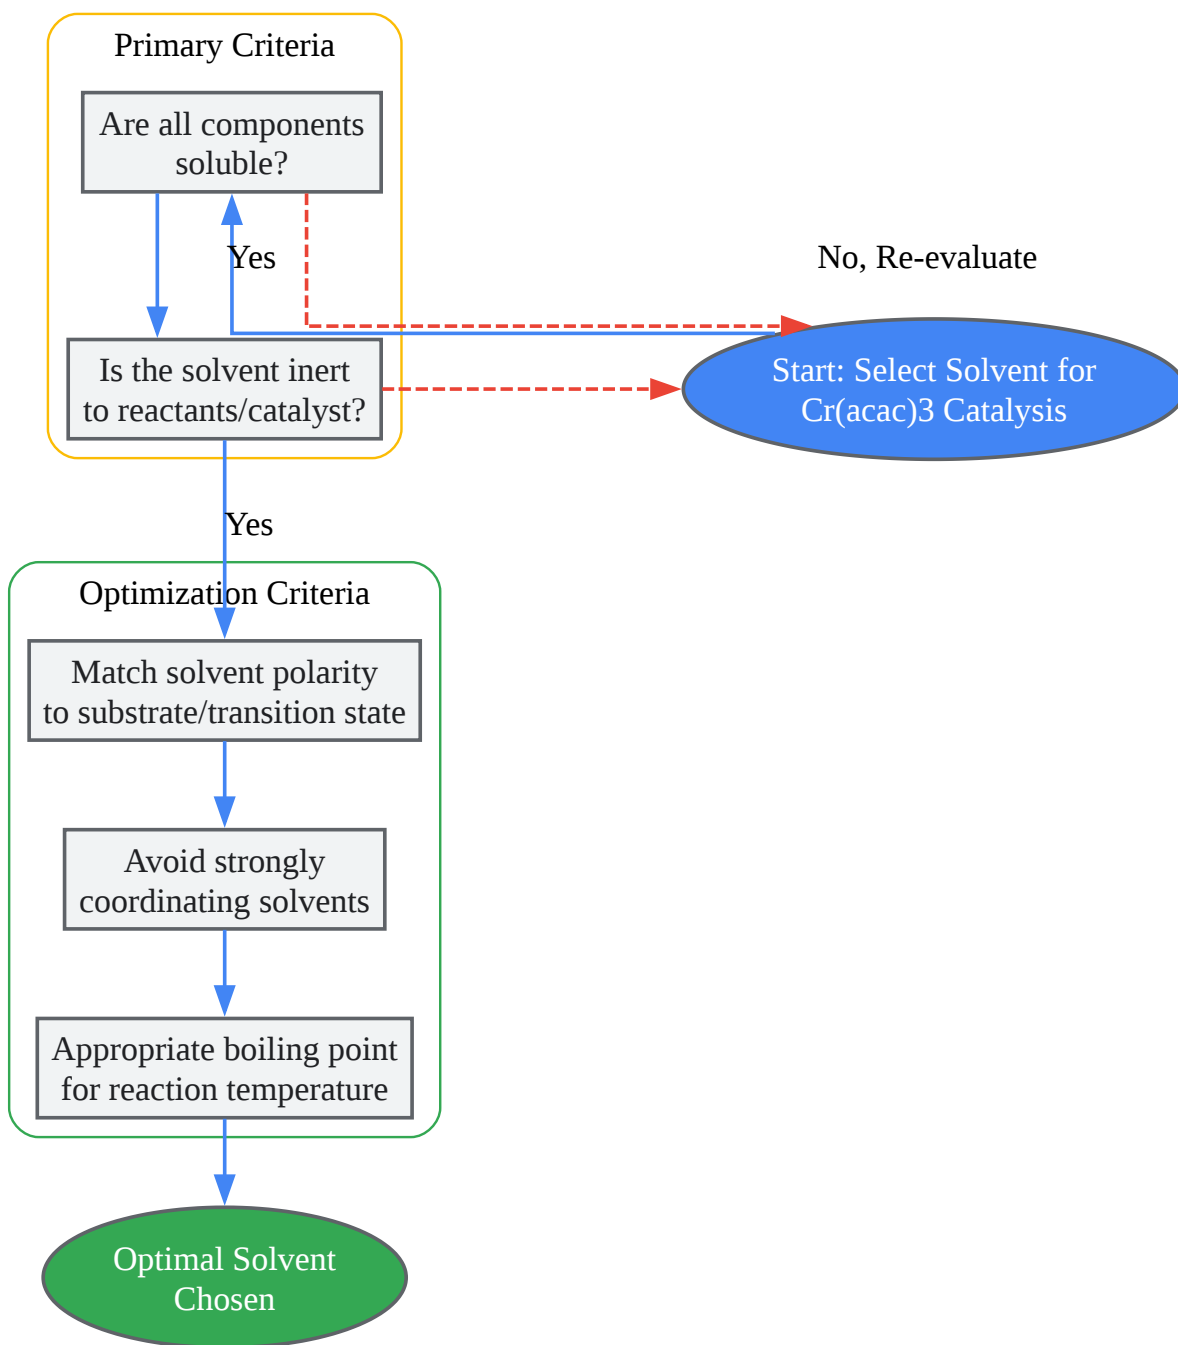 Primary Criteria
Are all components
soluble?
Yes
No, Re-evaluate
Is the solvent inert
to reactants/catalyst?
Start: Select Solvent for
Cr(acac)3 Catalysis
Yes
Optimization Criteria
Match solvent polarity
to substrate/transition state
Avoid strongly
coordinating solvents
Appropriate boiling point
for reaction temperature
Optimal Solvent
Chosen